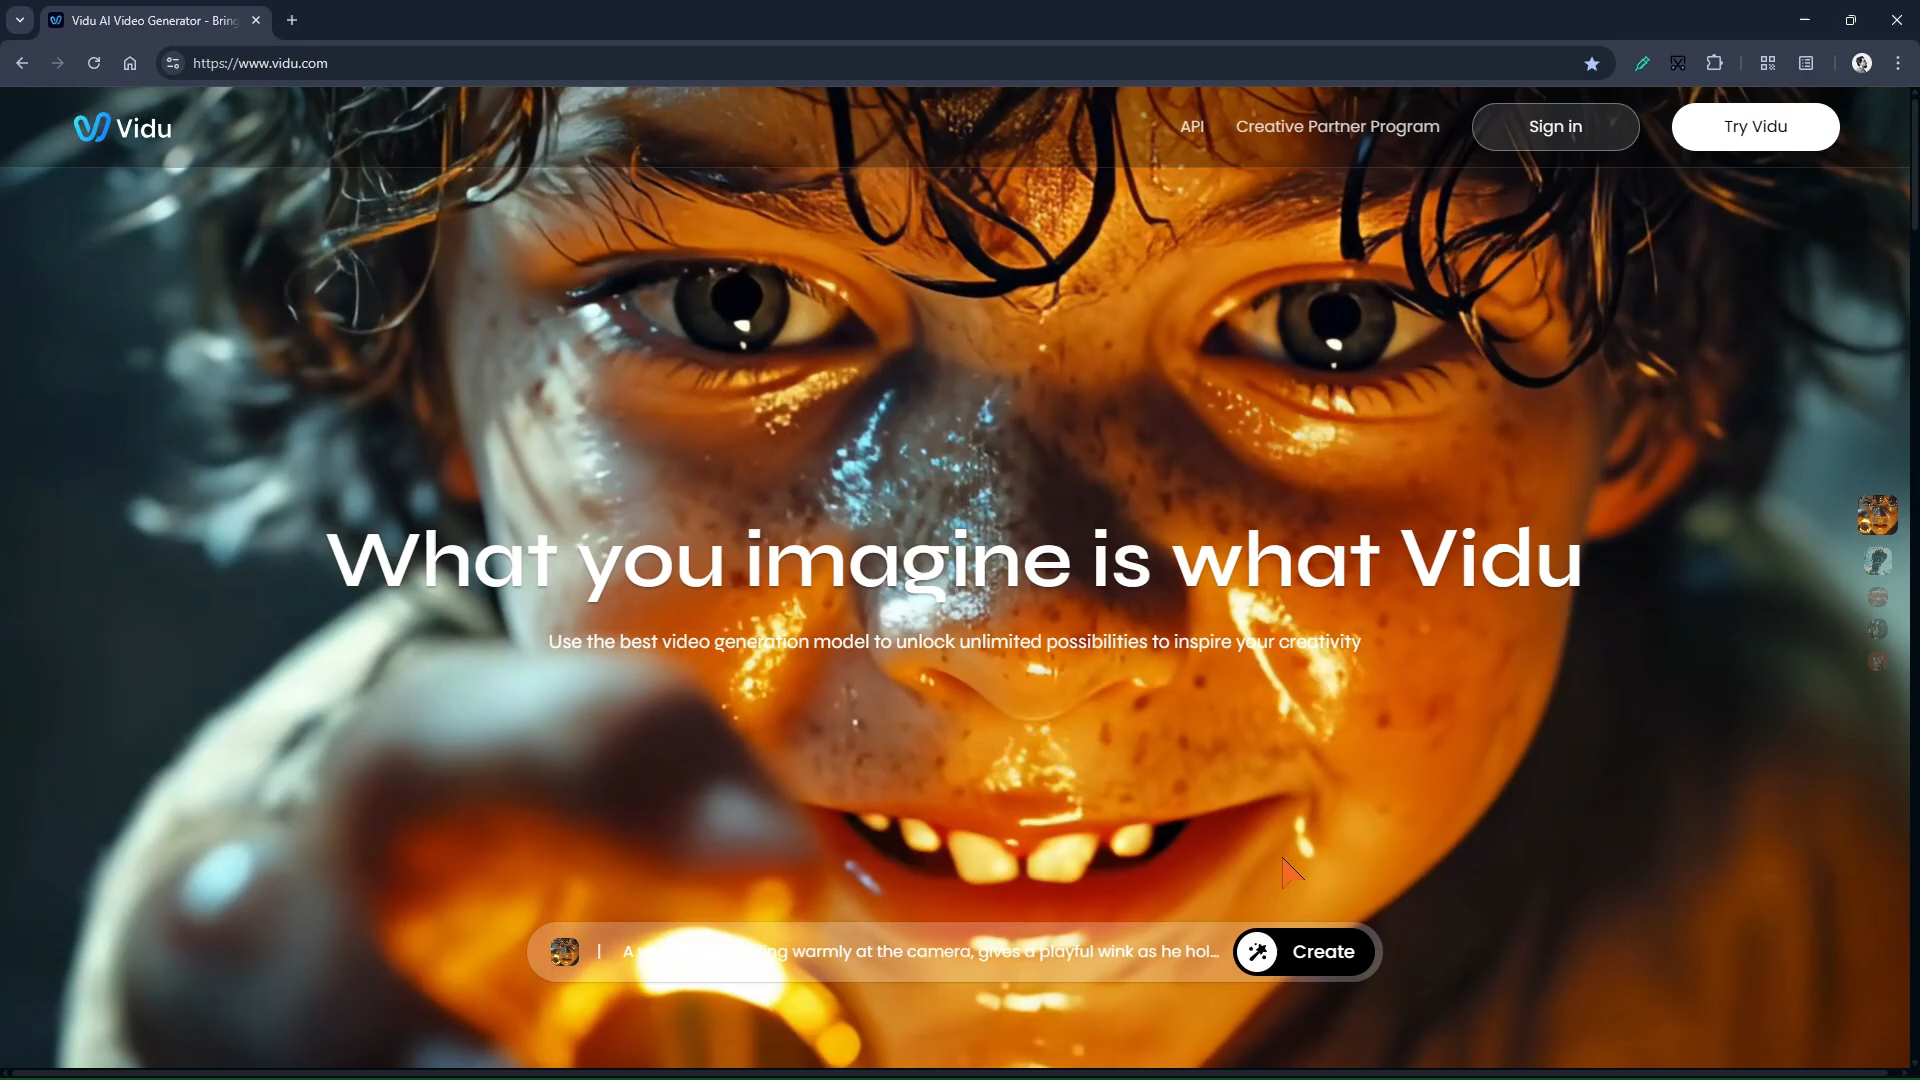 Vidu AI Video Generator - Bring
https://www.vidu.com
Vidu
API
Creative Partner Program
Sign in
Try Vidu
What you imagine is what Vidu
Use the best video generation model to unlock unlimited possibilities to inspire your creativity
A warmly at the camera, gives a playful wink as he hol...
Create